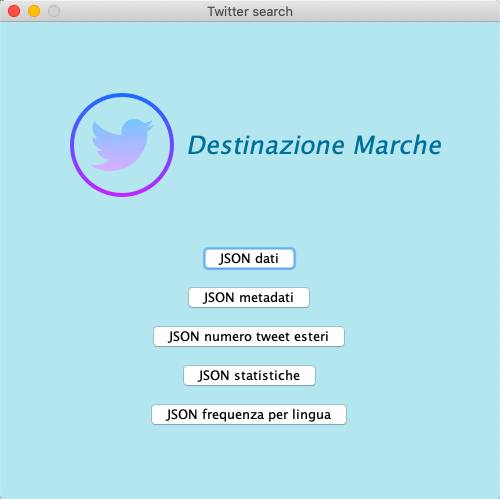 Twitter search
Destinazione Marche
JSON dati
JSON metadati
JSON numero tweet esteri
JSON statistiche
JSON frequenza per lingua